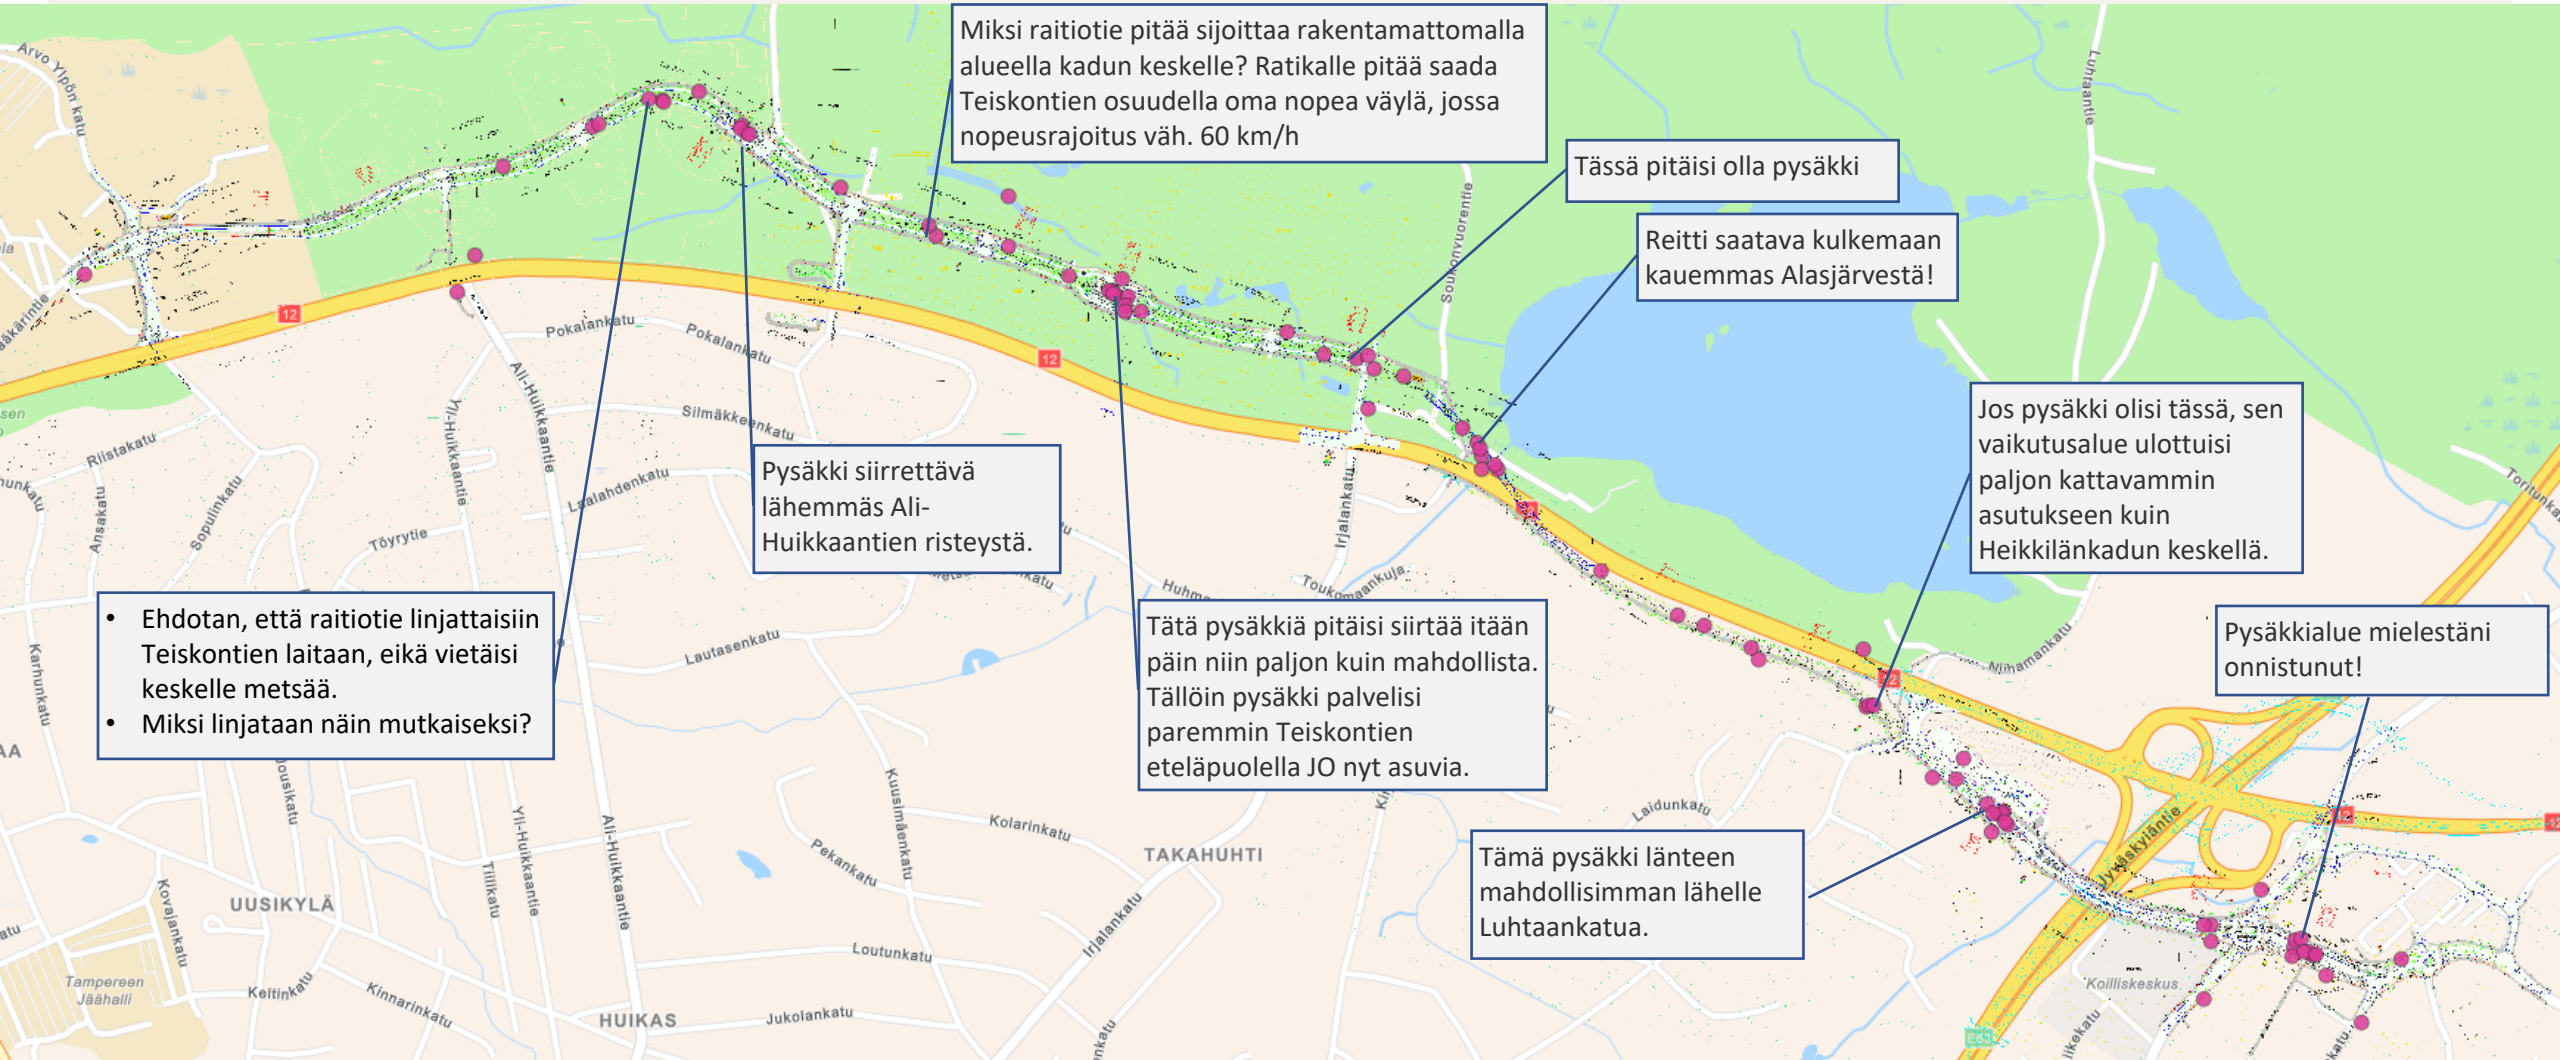 Miksi raitiotie pitää sijoittaa rakentamattomalla
alueella kadun keskelle? Ratikalle pitää saada
Teiskontien osuudella oma nopea väylä, jossa
nopeusrajoitus väh. 60 km/h
Tässä pitäisi olla pysäkki
Reitti saatava kulkemaan
kauemmas Alasjärvestä!
Jos pysäkki olisi tässä, sen
vaikutusalue ulottuisi
paljon kattavammin
asutukseen kuin
Heikkilänkadun keskellä.
Pysäkki siirrettävä
lähemmäs Ali-
Huikkaantien risteystä.
• Ehdotan, että raitiotie linjattaisiin
Teiskontien laitaan, eikä vietäisi
keskelle metsää.
• Miksi linjataan näin mutkaiseksi?
Tätä pysäkkiä pitäisi siirtää itään
päin niin paljon kuin mahdollista.
Tällöin pysäkki palvelisi
paremmin Teiskontien
eteläpuolella JO nyt asuvia.
Pysäkkialue mielestäni
onnistunut!
Tämä pysäkki länteen
mahdollisimman lähelle
Luhtaankatua.
Arvo Ylpön katu
Luhtaantie
Soukonvuorentie
12
12
12
12
Pokalankatu
Pokalankatu
Ali-Huikkaantie
Yli-Huikkaantie
Silmäkkeenkatu
Laalahdenkatu
Riistakatu
Ansakatu
Sopulinkatu
Töyrytie
Irjalankatu
Toukomaankuja
Lautasenkatu
Karhunkatu
Niihamankatu
Jousikatu
Yli-Huikkaantie
Ali-Huikkaantie
Tiilikatu
Kuusimäenkatu
Kolarinkatu
Pekankatu
TAKAHUHTI
Laidunkatu
Jyväskyläntie
Kovajankatu
UUSIKYLÄ
Irjalankatu
Loutunkatu
Tampereen
Jäähalli
Keltinkatu
Kinnarinkatu
HUIKAS
Jukolankatu
Koilliskeskus
E63